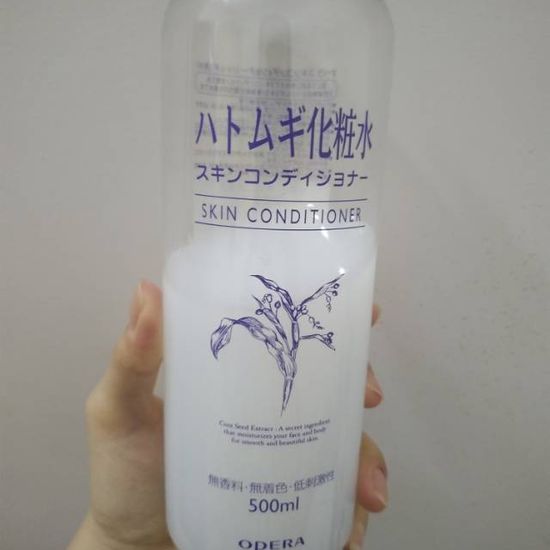 ハトムギ化粧水
スキンコンディショナー
SKIN CONDITIONER
Coix Seed Extract : A secret ingredient
that moisturizes your face and body
for smooth and beautiful skin.
無香料・無着色・低刺激性
500ml
ODERA